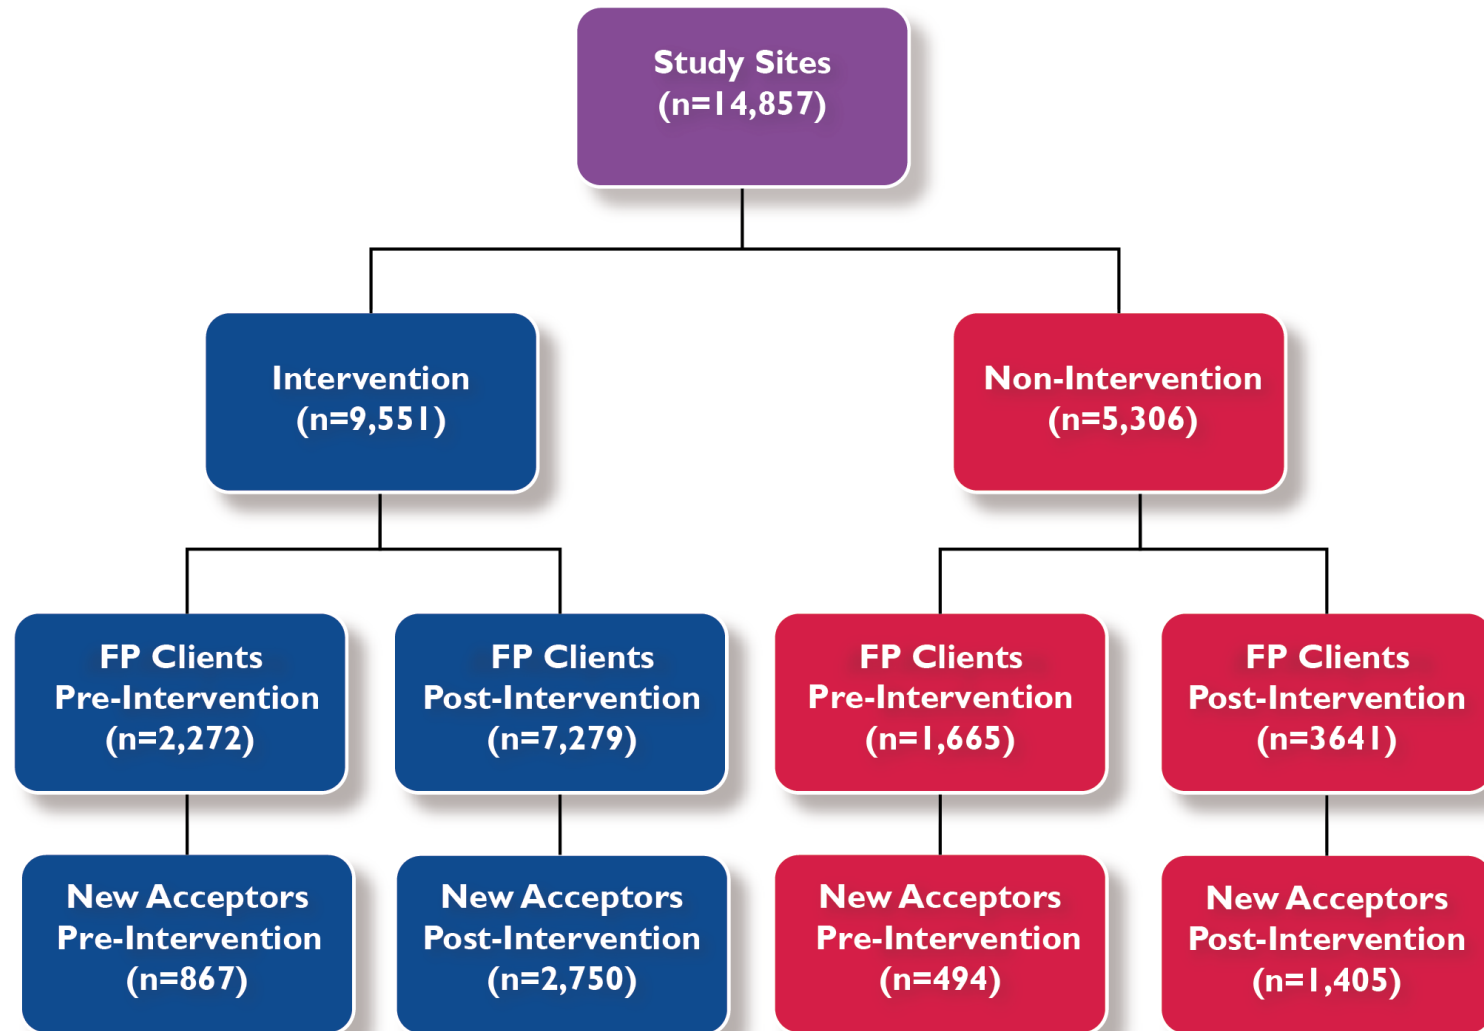 Study Sites
(n=14,857)
Intervention
(n=9,551)
Non-Intervention
(n=5,306)
FP Clients
Pre-Intervention
(n=2,272)
FP Clients
Post-Intervention
(n=7,279)
FP Clients
Pre-Intervention
(n=1,665)
FP Clients
Post-Intervention
(n=3641)
New Acceptors
Pre-Intervention
(n=867)
New Acceptors
Post-Intervention
(n=2,750)
New Acceptors
Pre-Intervention
(n=494)
New Acceptors
Post-Intervention
(n=1,405)